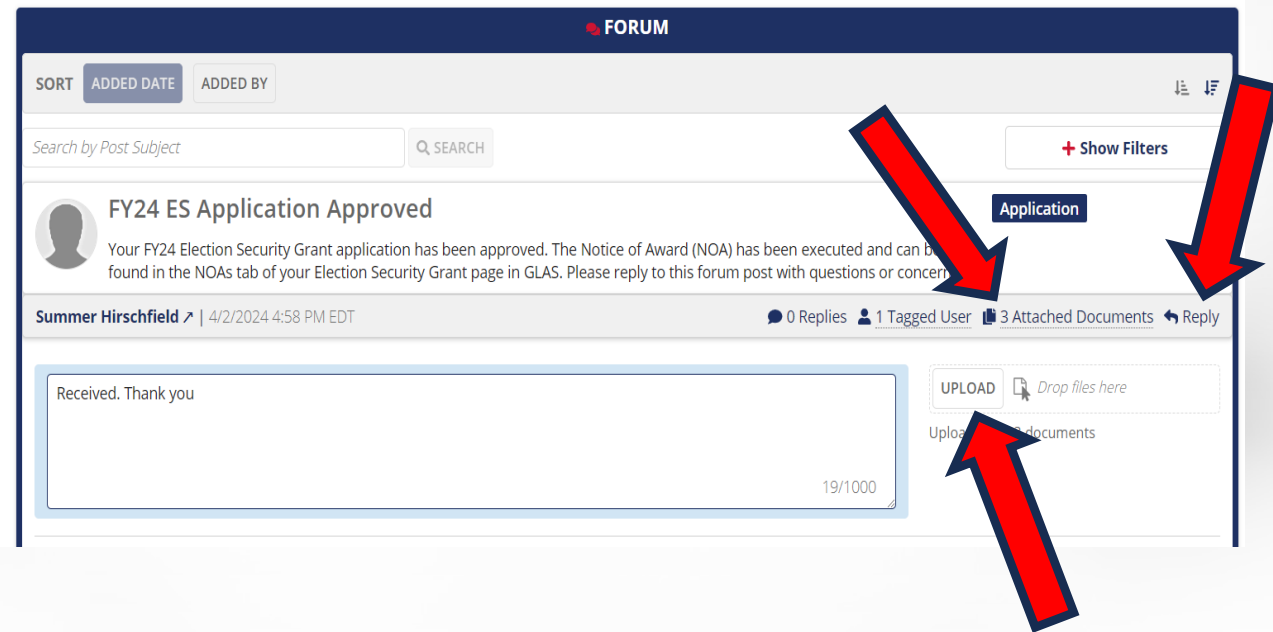 FORUM
SORT ADDED DATE ADDED BY
Search by Post Subject SEARCH + Show Filters
FY24 ES Application Approved Application
Your FY24 Election Security Grant application has been approved. The Notice of Award (NOA) has been executed and can
found in the NOAs tab of your Election Security Grant page in GLAS. Please reply to this forum post with questions or
Summer Hirschfield ↗ | 4/2/2024 4:58 PM EDT 0 Replies 1 Tagged User 3 Attached Documents Reply
Received. Thank you UPLOAD Drop files here
documents
19/1000